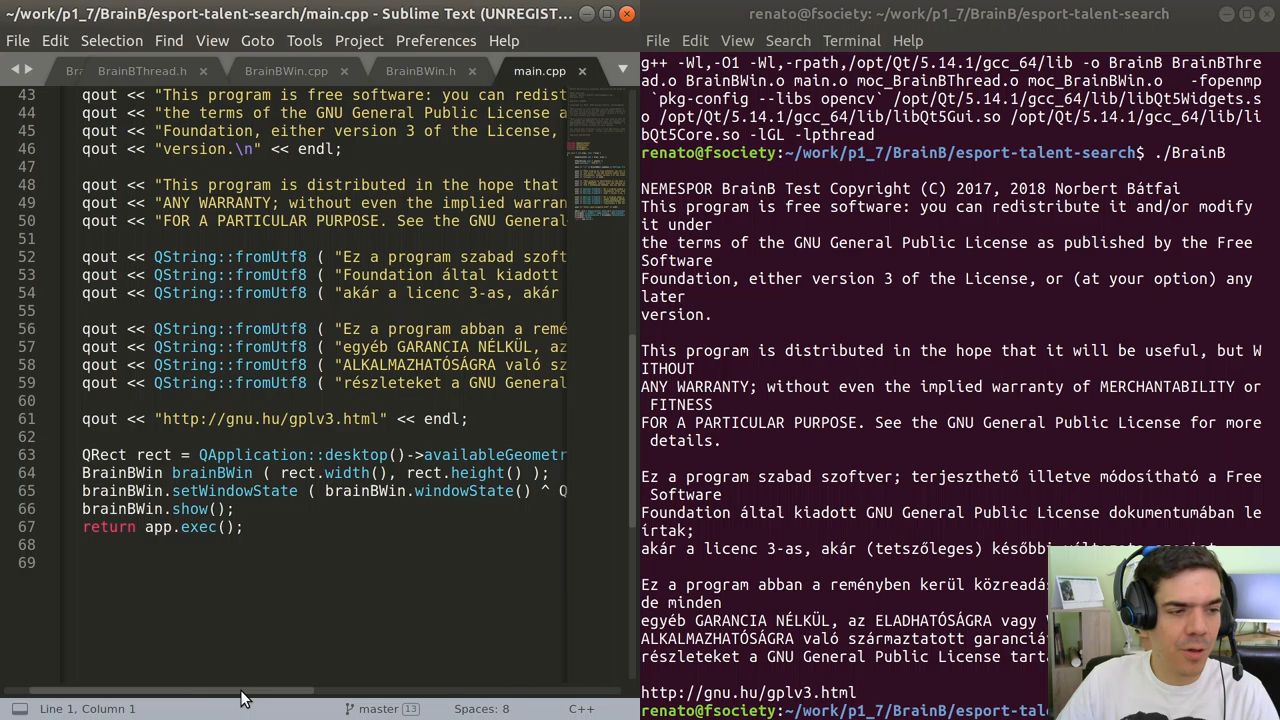 ~/work/p1_7/BrainB/esport-talent-search/main.cpp - Sublime Text (UNREGIST...
File Edit Selection Find View Goto Tools Project Preferences Help
Br BrainBThread.h BrainBWin.cpp BrainBWin.h main.cpp
43 qout << "This program is free software: you can redist
44 qout << "the terms of the GNU General Public License a
45 qout << "Foundation, either version 3 of the License,
46 qout << "version.\n" << endl;
47
48 qout << "This program is distributed in the hope that
49 qout << "ANY WARRANTY; without even the implied warran
50 qout << "FOR A PARTICULAR PURPOSE. See the GNU General
51
52 qout << QString::fromUtf8 ( "Ez a program szabad szoft
53 qout << QString::fromUtf8 ( "Foundation által kiadott
54 qout << QString::fromUtf8 ( "akár a licenc 3-as, akár
55
56 qout << QString::fromUtf8 ( "Ez a program abban a remé
57 qout << QString::fromUtf8 ( "egyéb GARANCIA NÉLKÜL, az
58 qout << QString::fromUtf8 ( "ALKALMAZHATÓSÁGRA való sz
59 qout << QString::fromUtf8 ( "részleteket a GNU General
60
61 qout << "http://gnu.hu/gplv3.html" << endl;
62
63 QRect rect = QApplication::desktop()->availableGeometr
64 BrainBWin brainBWin ( rect.width(), rect.height() );
65 brainBWin.setWindowState ( brainBWin.windowState() ^ Q
66 brainBWin.show();
67 return app.exec();
68
69
Line 1, Column 1 master 13 Spaces: 8 C++
renato@fsociety: ~/work/p1_7/BrainB/esport-talent-search
File Edit View Search Terminal Help
g++ -Wl,-O1 -Wl,-rpath,/opt/Qt/5.14.1/gcc_64/lib -o BrainB BrainBThre
ad.o BrainBWin.o main.o moc_BrainBThread.o moc_BrainBWin.o -fopenmp
`pkg-config --libs opencv` /opt/Qt/5.14.1/gcc_64/lib/libQt5Widgets.s
o /opt/Qt/5.14.1/gcc_64/lib/libQt5Gui.so /opt/Qt/5.14.1/gcc_64/lib/li
bQt5Core.so -lGL -lpthread
renato@fsociety:~/work/p1_7/BrainB/esport-talent-search$ ./BrainB
NEMESPOR BrainB Test Copyright (C) 2017, 2018 Norbert Bátfai
This program is free software: you can redistribute it and/or modify
it under
the terms of the GNU General Public License as published by the Free
Software
Foundation, either version 3 of the License, or (at your option) any
later
version.
This program is distributed in the hope that it will be useful, but W
ITHOUT
ANY WARRANTY; without even the implied warranty of MERCHANTABILITY or
FITNESS
FOR A PARTICULAR PURPOSE. See the GNU General Public License for more
details.
Ez a program szabad szoftver; terjeszthető illetve módosítható a Free
Software
Foundation által kiadott GNU General Public License dokumentumában le
írtak;
akár a licenc 3-as, akár (tetszőleges) későbbi
Ez a program abban a reményben kerül közreadás
de minden
egyéb GARANCIA NÉLKÜL, az ELADHATÓSÁGRA vagy
ALKALMAZHATÓSÁGRA való származtatott garanciá
részleteket a GNU General Public License tart
http://gnu.hu/gplv3.html
renato@fsociety:~/work/p1_7/BrainB/esport-tal